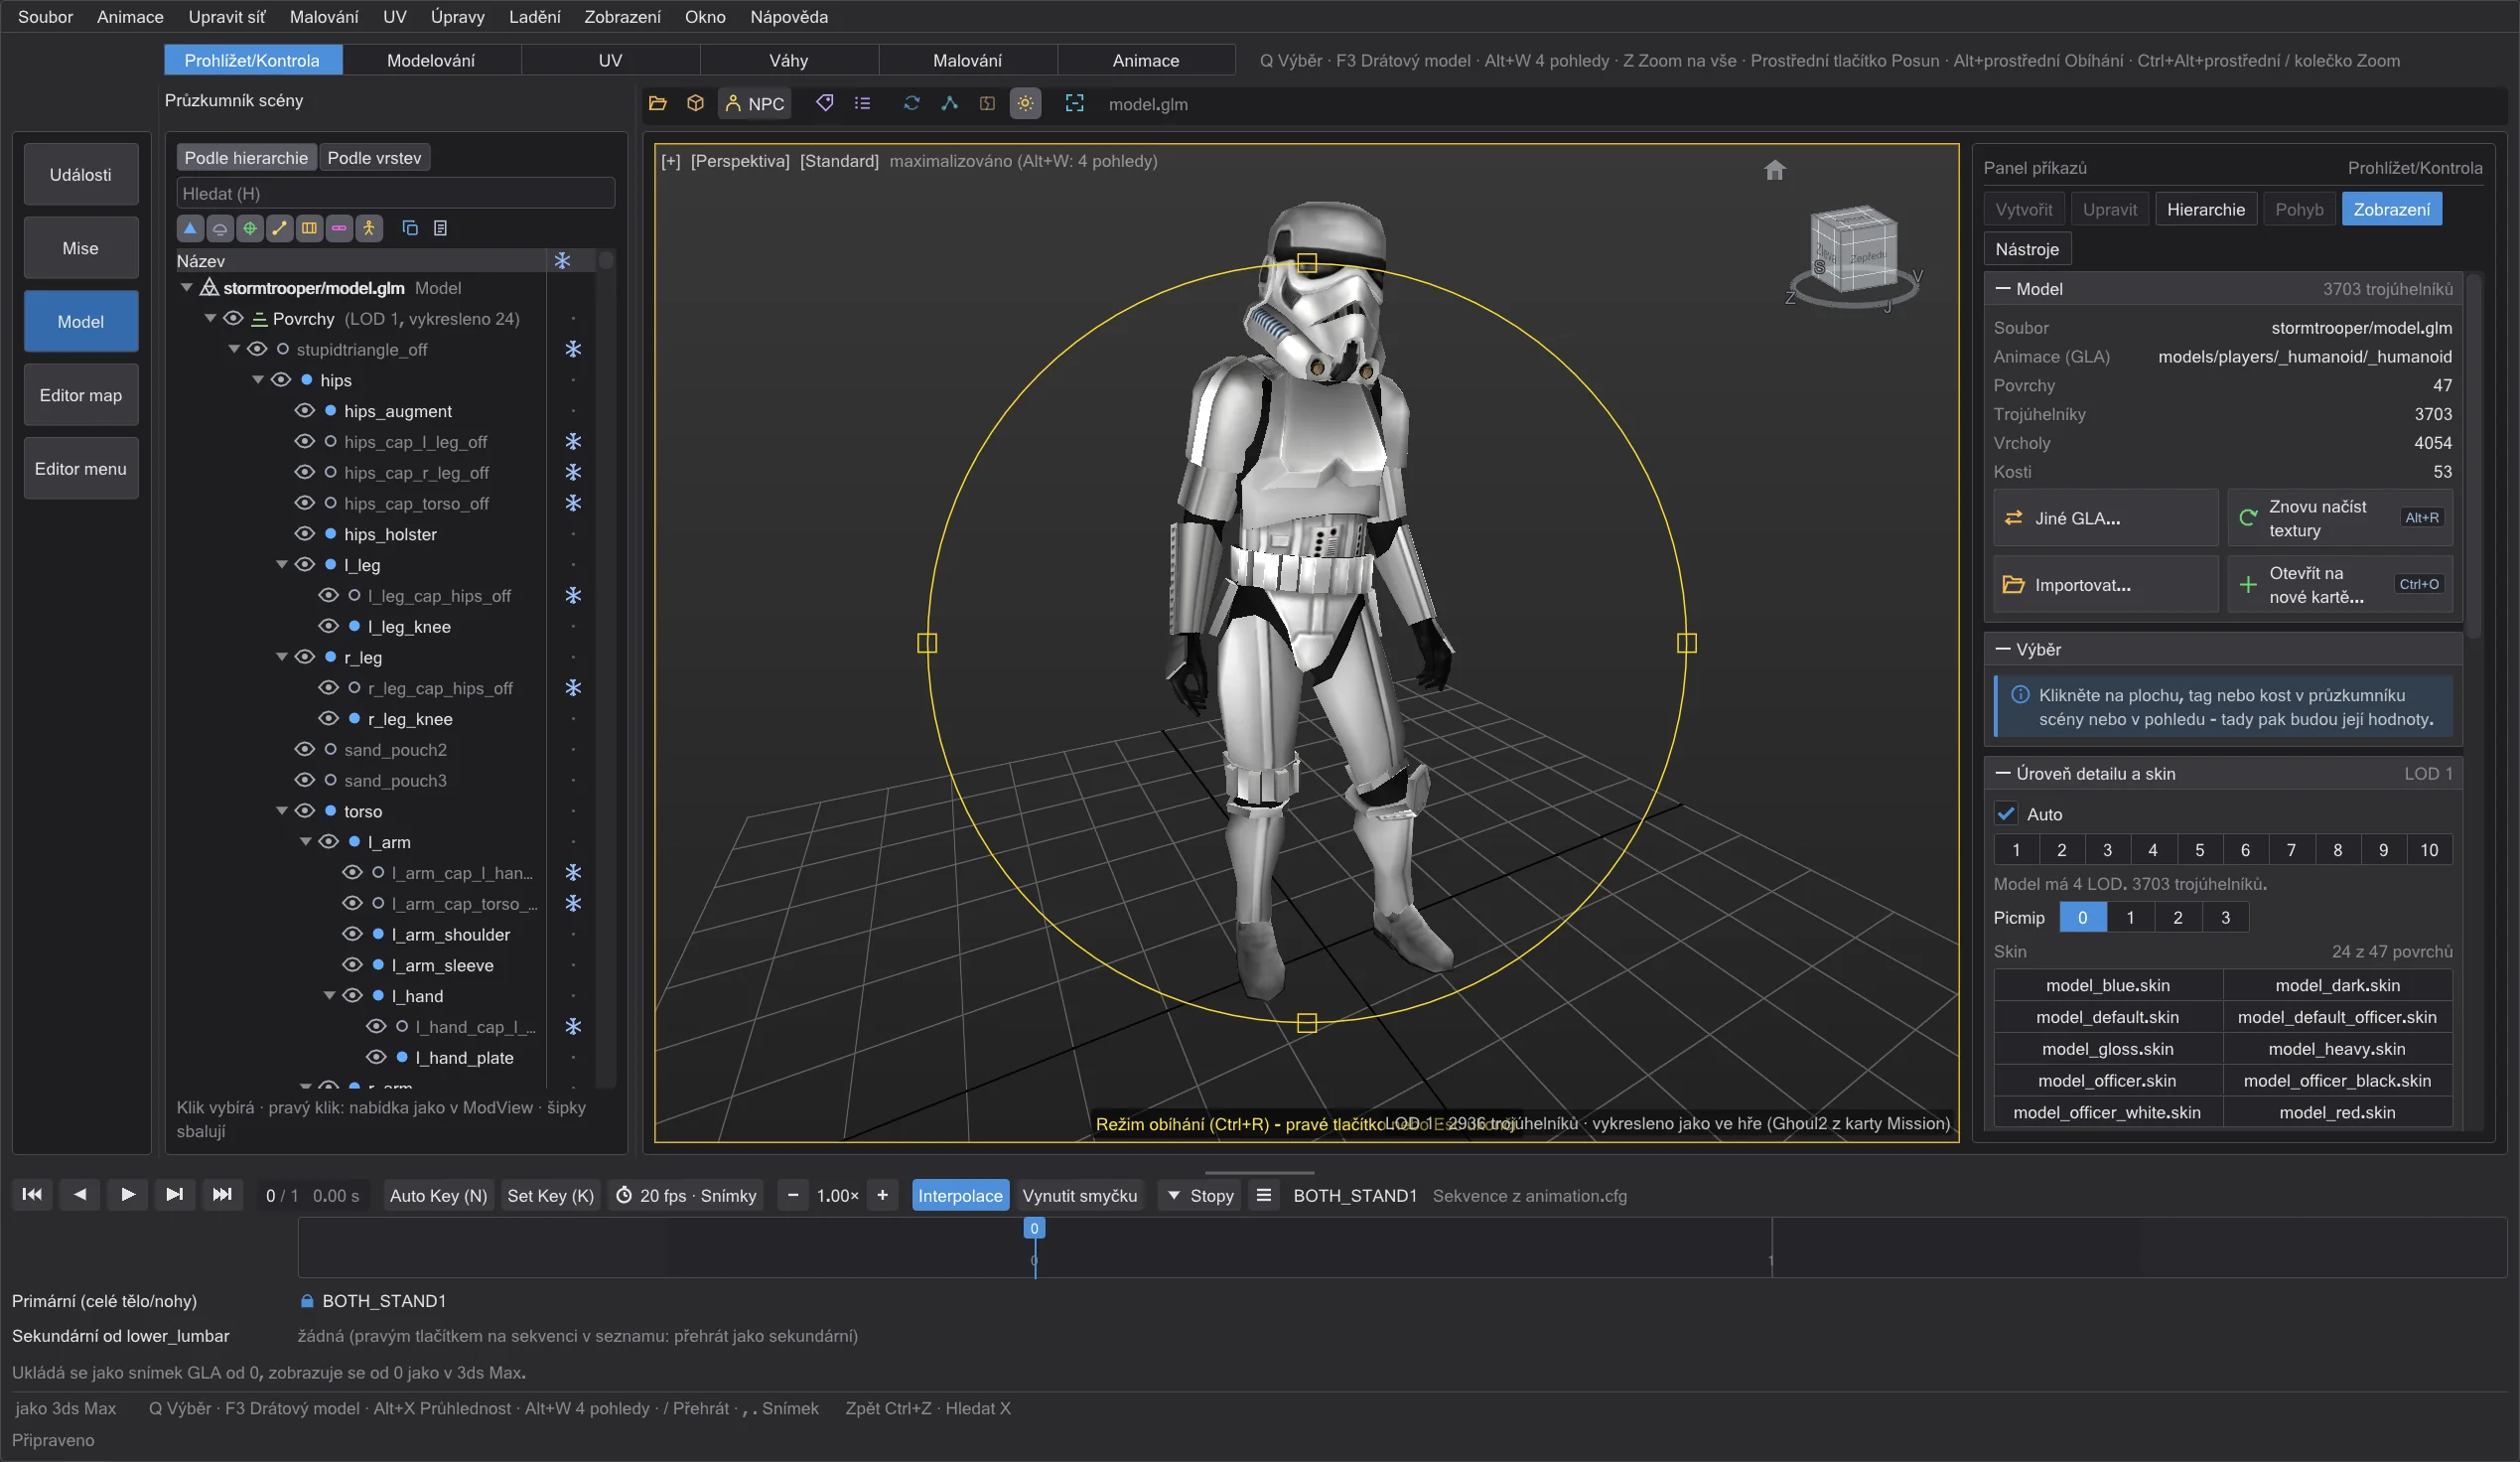 Soubor Animace Upravit síť Malování UV Úpravy Ladění Zobrazení Okno Nápověda
Prohlížet/Kontrola Modelování UV Váhy Malování Animace Q Výběr · F3 Drátový model · Alt+W 4 pohledy · Z Zoom na vše · Prostřední tlačítko Posun · Alt+prostřední Obíhání · Ctrl+Alt+prostřední / kolečko Zoom
Průzkumník scény
NPC model.glm
Události
Mise
Model
Editor map
Editor menu
Podle hierarchie Podle vrstev
Hledat (H)
Název
stormtrooper/model.glm Model
Povrchy (LOD 1, vykresleno 24)
stupidtriangle_off
hips
hips_augment
hips_cap_l_leg_off
hips_cap_r_leg_off
hips_cap_torso_off
hips_holster
l_leg
l_leg_cap_hips_off
l_leg_knee
r_leg
r_leg_cap_hips_off
r_leg_knee
sand_pouch2
sand_pouch3
torso
l_arm
l_arm_cap_l_han...
l_arm_cap_torso_...
l_arm_shoulder
l_arm_sleeve
l_hand
l_hand_cap_l_...
l_hand_plate
r_arm
Klik vybírá · pravý klik: nabídka jako v ModView · šipky
sbalují
[+] [Perspektiva] [Standard] maximalizováno (Alt+W: 4 pohledy)
Zleva Zepředu
S V J Z
Režim obíhání (Ctrl+R) - pravé tlačítko nebo Esc ukončí
LOD 1 · 2936 trojúhelníků · vykresleno jako ve hře (Ghoul2 z karty Mission)
Panel příkazů Prohlížet/Kontrola
Vytvořit Upravit Hierarchie Pohyb Zobrazení
Nástroje
Model 3703 trojúhelníků
Soubor stormtrooper/model.glm
Animace (GLA) models/players/_humanoid/_humanoid
Povrchy 47
Trojúhelníky 3703
Vrcholy 4054
Kosti 53
Jiné GLA...
Znovu načíst
textury
Alt+R
Importovat...
Otevřít na
nové kartě...
Ctrl+O
Výběr
Klikněte na plochu, tag nebo kost v průzkumníku
scény nebo v pohledu - tady pak budou její hodnoty.
Úroveň detailu a skin LOD 1
Auto
1 2 3 4 5 6 7 8 9 10
Model má 4 LOD. 3703 trojúhelníků.
Picmip 0 1 2 3
Skin 24 z 47 povrchů
model_blue.skin model_dark.skin
model_default.skin model_default_officer.skin
model_gloss.skin model_heavy.skin
model_officer.skin model_officer_black.skin
model_officer_white.skin model_red.skin
0 / 1 0.00 s Auto Key (N) Set Key (K) 20 fps · Snímky − 1.00× + Interpolace Vynutit smyčku Stopy BOTH_STAND1 Sekvence z animation.cfg
0
0 1
Primární (celé tělo/nohy) BOTH_STAND1
Sekundární od lower_lumbar žádná (pravým tlačítkem na sekvenci v seznamu: přehrát jako sekundární)
Ukládá se jako snímek GLA od 0, zobrazuje se od 0 jako v 3ds Max.
jako 3ds Max Q Výběr · F3 Drátový model · Alt+X Průhlednost · Alt+W 4 pohledy · / Přehrát · , . Snímek Zpět Ctrl+Z · Hledat X
Připraveno